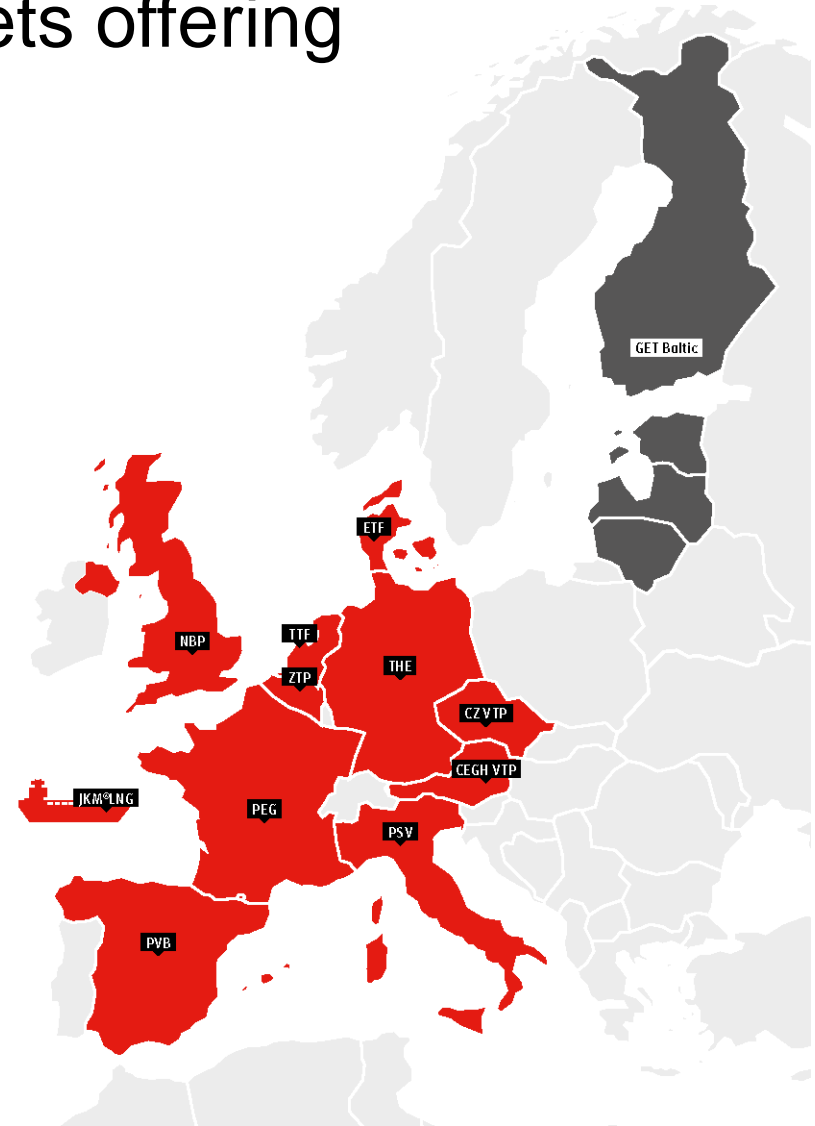 ets offering
GET Baltic
ETF
TTF
NBP
THE
ZTP
CZ VTP
CEGH VTP
JKM®LNG
PEG
PSV
PVB